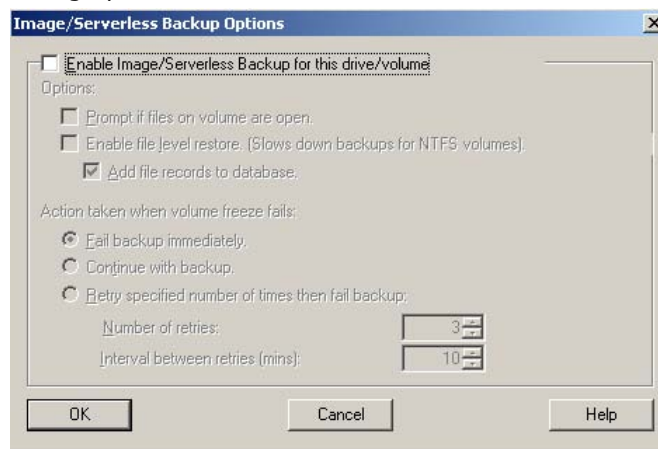 Image/Serverless Backup Options
Enable Image/Serverless Backup for this drive/volume
Options:
Prompt if files on volume are open.
Enable file level restore. (Slows down backups for NTFS volumes).
Add file records to database.
Action taken when volume freeze fails:
Fail backup immediately.
Continue with backup.
Retry specified number of times then fail backup:
Number of retries: 3
Interval between retries (mins): 10
OK Cancel Help